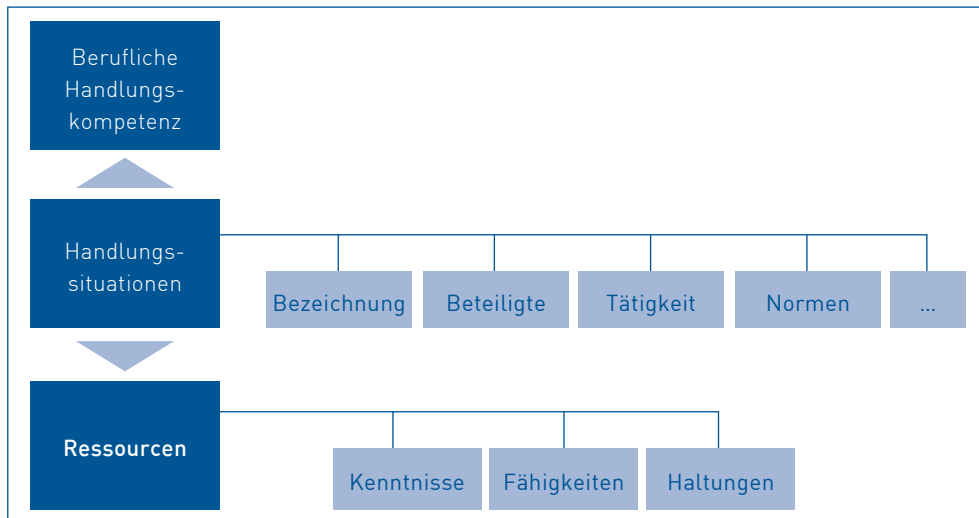 Berufliche
Handlungs-
kompetenz
Handlungs-
situationen
Bezeichnung
Beteiligte
Tätigkeit
Normen
...
Ressourcen
Kenntnisse
Fähigkeiten
Haltungen